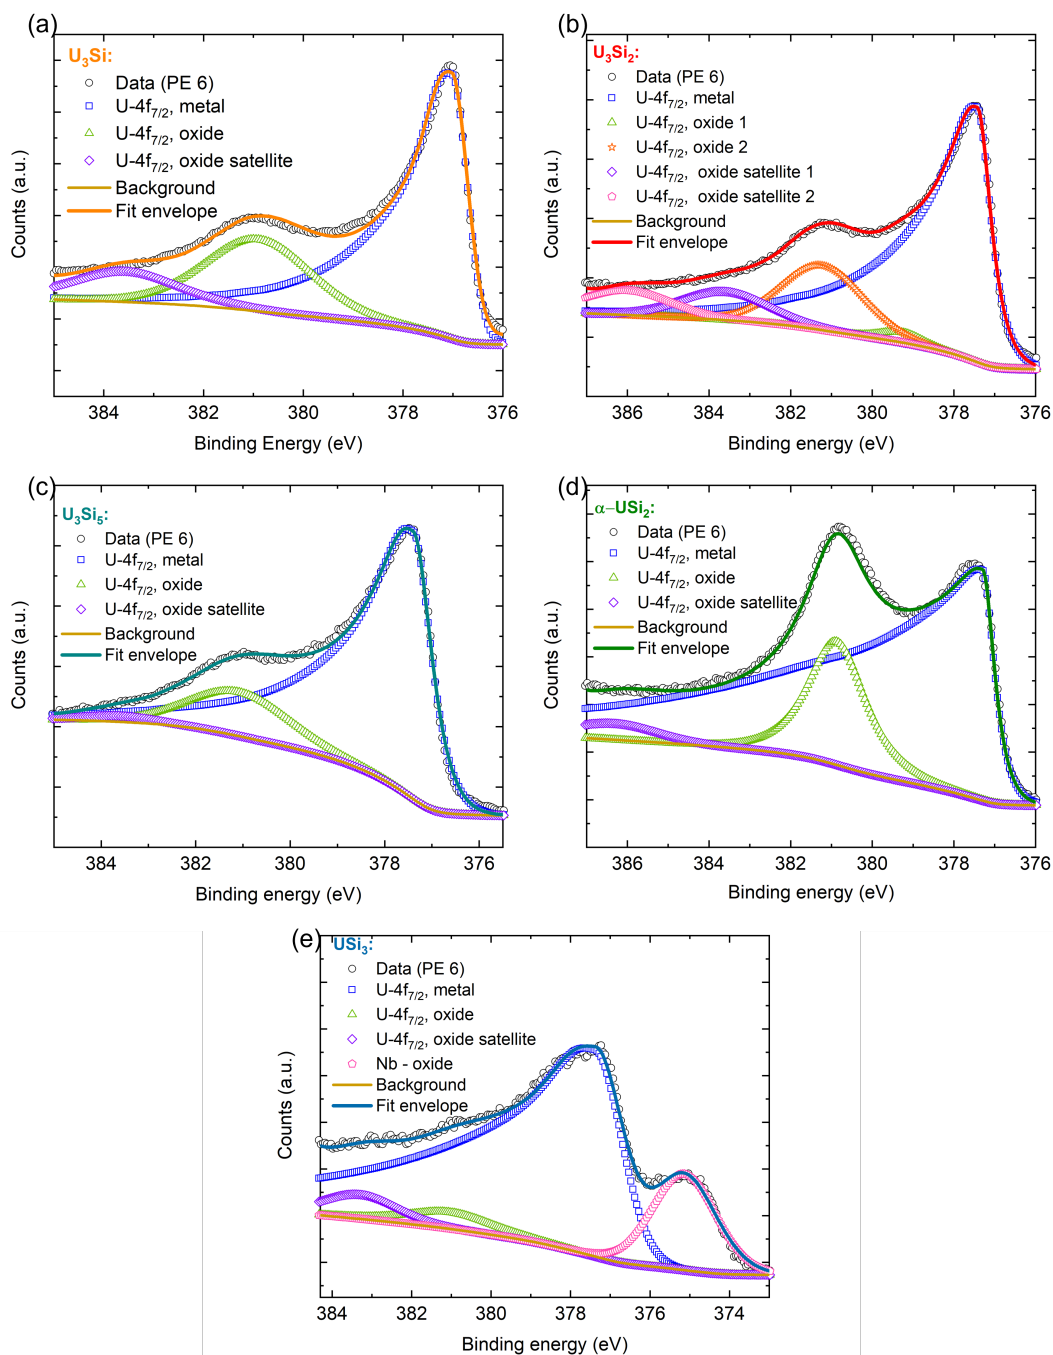 (a)
U₃Si:
Data (PE 6)
U-4f₇/₂, metal
U-4f₇/₂, oxide
U-4f₇/₂, oxide satellite
Background
Fit envelope
Counts (a.u.)
384 382 380 378 376
Binding Energy (eV)
(b)
U₃Si₂:
Data (PE 6)
U-4f₇/₂, metal
U-4f₇/₂, oxide 1
U-4f₇/₂, oxide 2
U-4f₇/₂, oxide satellite 1
U-4f₇/₂, oxide satellite 2
Background
Fit envelope
Counts (a.u.)
386 384 382 380 378 376
Binding energy (eV)
(c)
U₃Si₅:
Data (PE 6)
U-4f₇/₂, metal
U-4f₇/₂, oxide
U-4f₇/₂, oxide satellite
Background
Fit envelope
Counts (a.u.)
384 382 380 378 376
Binding energy (eV)
(d)
α–USi₂:
Data (PE 6)
U-4f₇/₂, metal
U-4f₇/₂, oxide
U-4f₇/₂, oxide satellite
Background
Fit envelope
Counts (a.u.)
386 384 382 380 378 376
Binding energy (eV)
(e)
USi₃:
Data (PE 6)
U-4f₇/₂, metal
U-4f₇/₂, oxide
U-4f₇/₂, oxide satellite
Nb - oxide
Background
Fit envelope
Counts (a.u.)
384 382 380 378 376 374
Binding energy (eV)